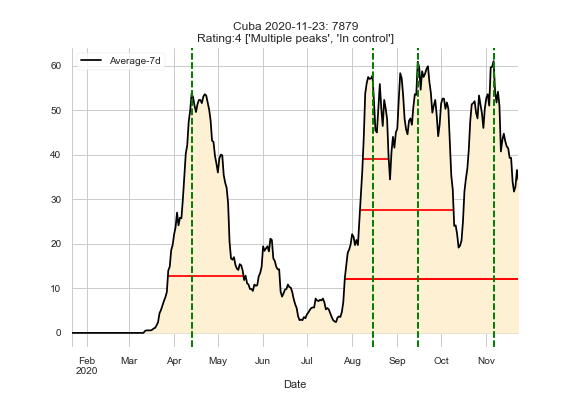 Cuba 2020-11-23: 7879
Rating:4 ['Multiple peaks', 'In control']
Average-7d
60
50
40
30
20
10
0
Feb Mar Apr May Jun Jul Aug Sep Oct Nov
2020
Date